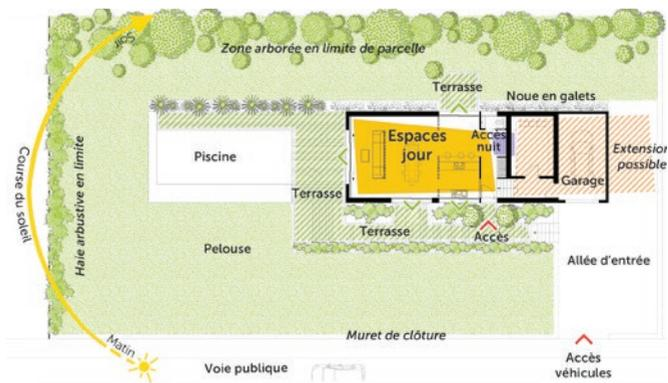 Soir
Zone arborée en limite de parcelle
Terrasse
Noue en galets
Espaces
jour
Accès
nuit
Extension
possible
Piscine
Garage
Course du soleil
Haie arbustive en limite
Terrasse
Terrasse
Accès
Pelouse
Allée d'entrée
Matin
Muret de clôture
Voie publique
Accès
véhicules